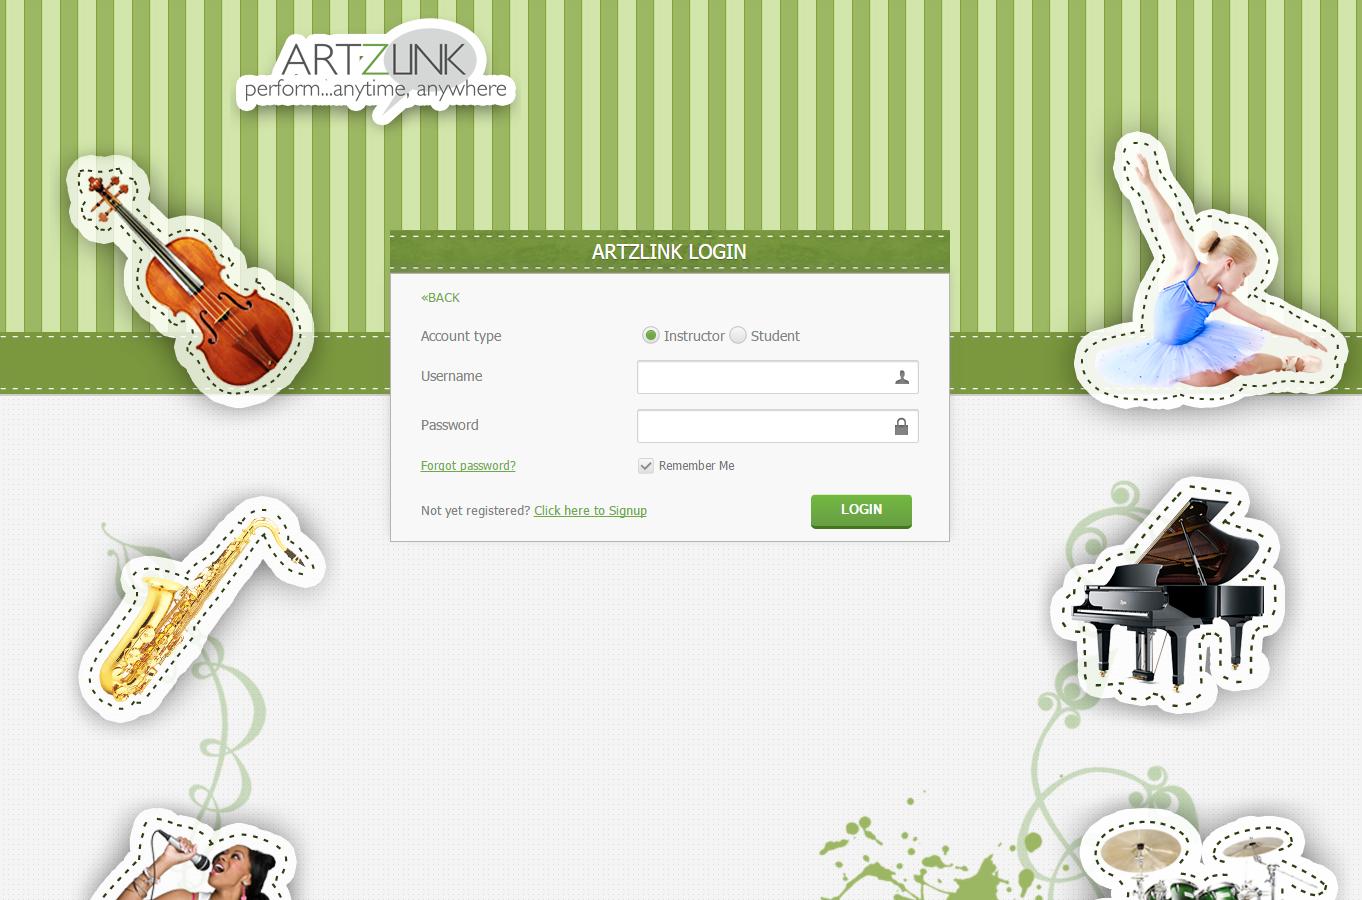 ARTZLINK
perform...anytime, anywhere
ARTZLINK LOGIN
«BACK
Account type Instructor Student
Username
Password
Forgot password? Remember Me
Not yet registered? Click here to Signup LOGIN